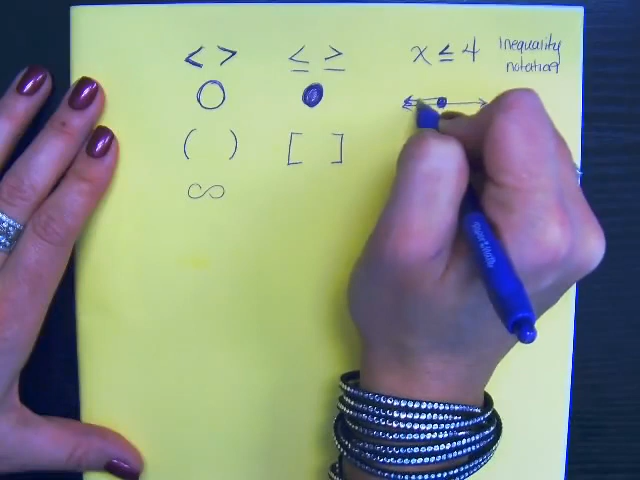 < > ≤ ≥ x ≤ 4 Inequality
notation
( ) [ ]
∞